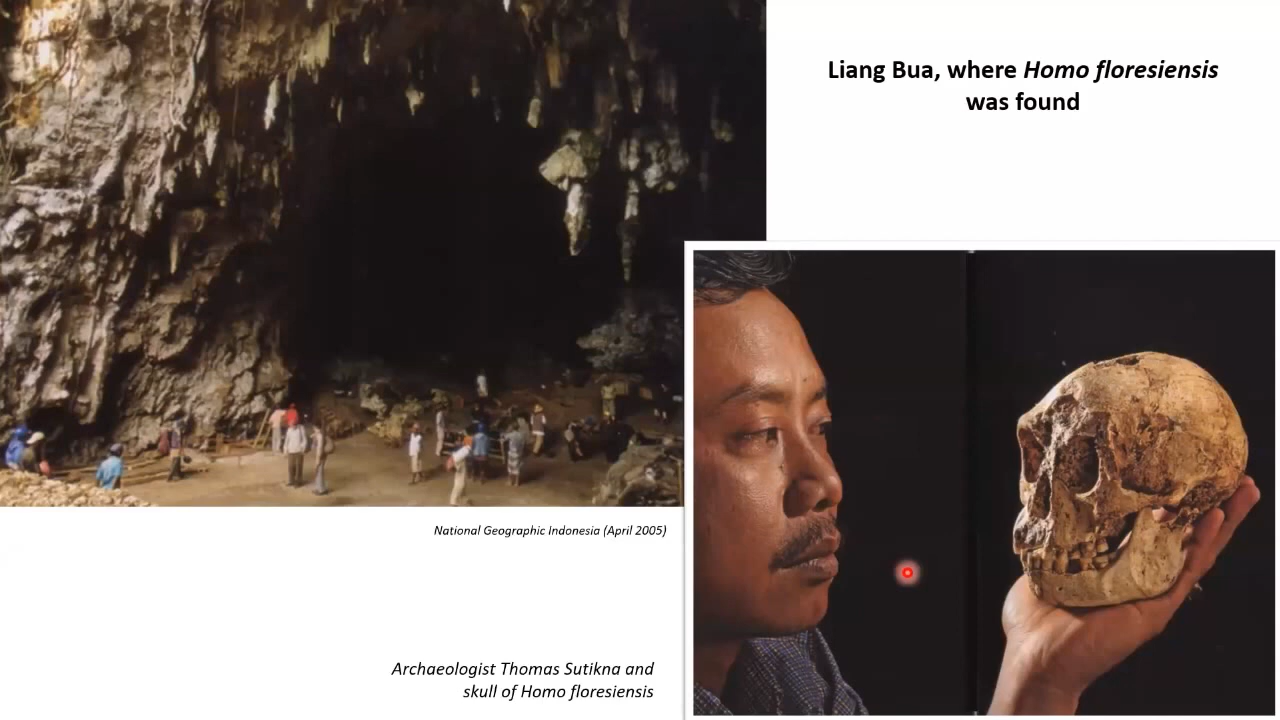 Liang Bua, where Homo floresiensis
was found
National Geographic Indonesia (April 2005)
Archaeologist Thomas Sutikna and
skull of Homo floresiensis